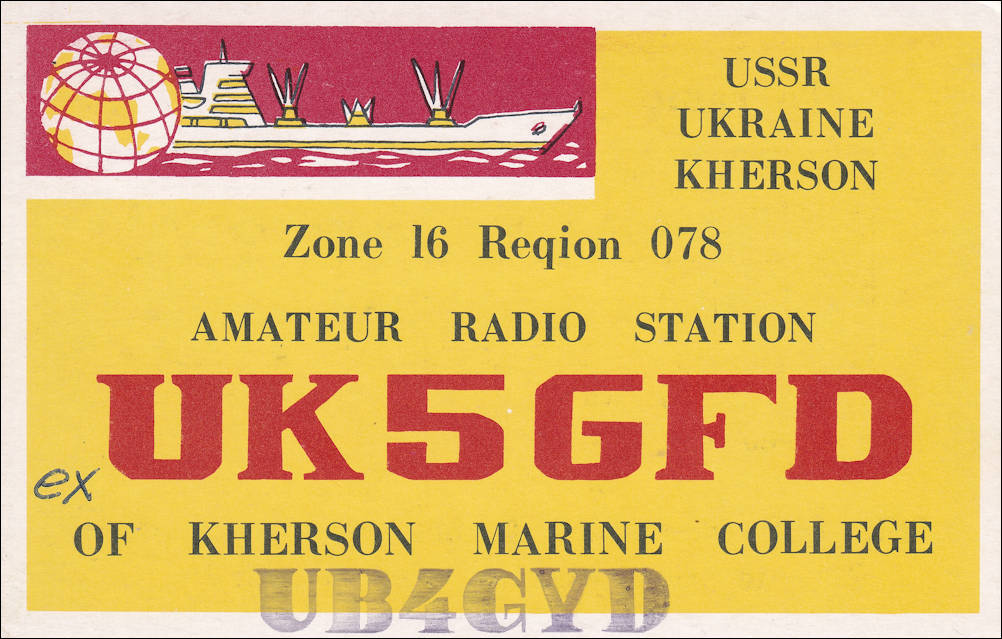 USSR
UKRAINE
KHERSON
Zone 16 Reqion 078
AMATEUR RADIO STATION
UK5GFD
ex
OF KHERSON MARINE COLLEGE
UB4GYD